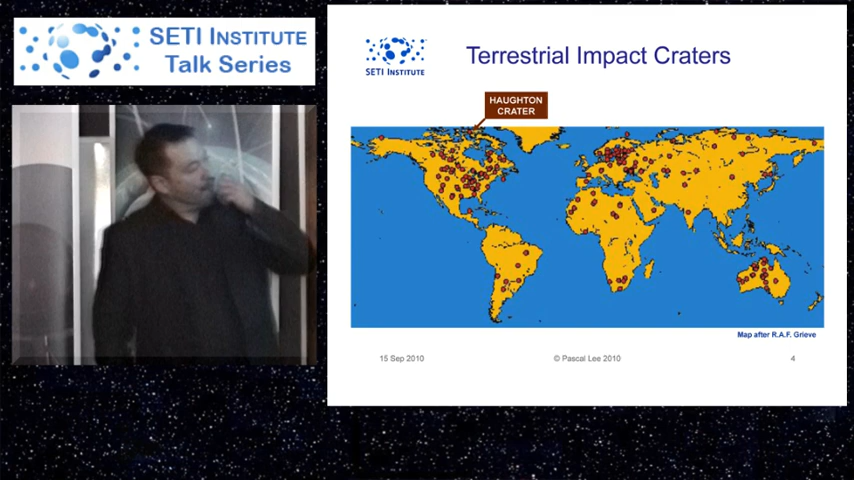 SETI INSTITUTE
Talk Series
SETI INSTITUTE
Terrestrial Impact Craters
HAUGHTON
CRATER
Map after R.A.F. Grieve
15 Sep 2010
© Pascal Lee 2010
4